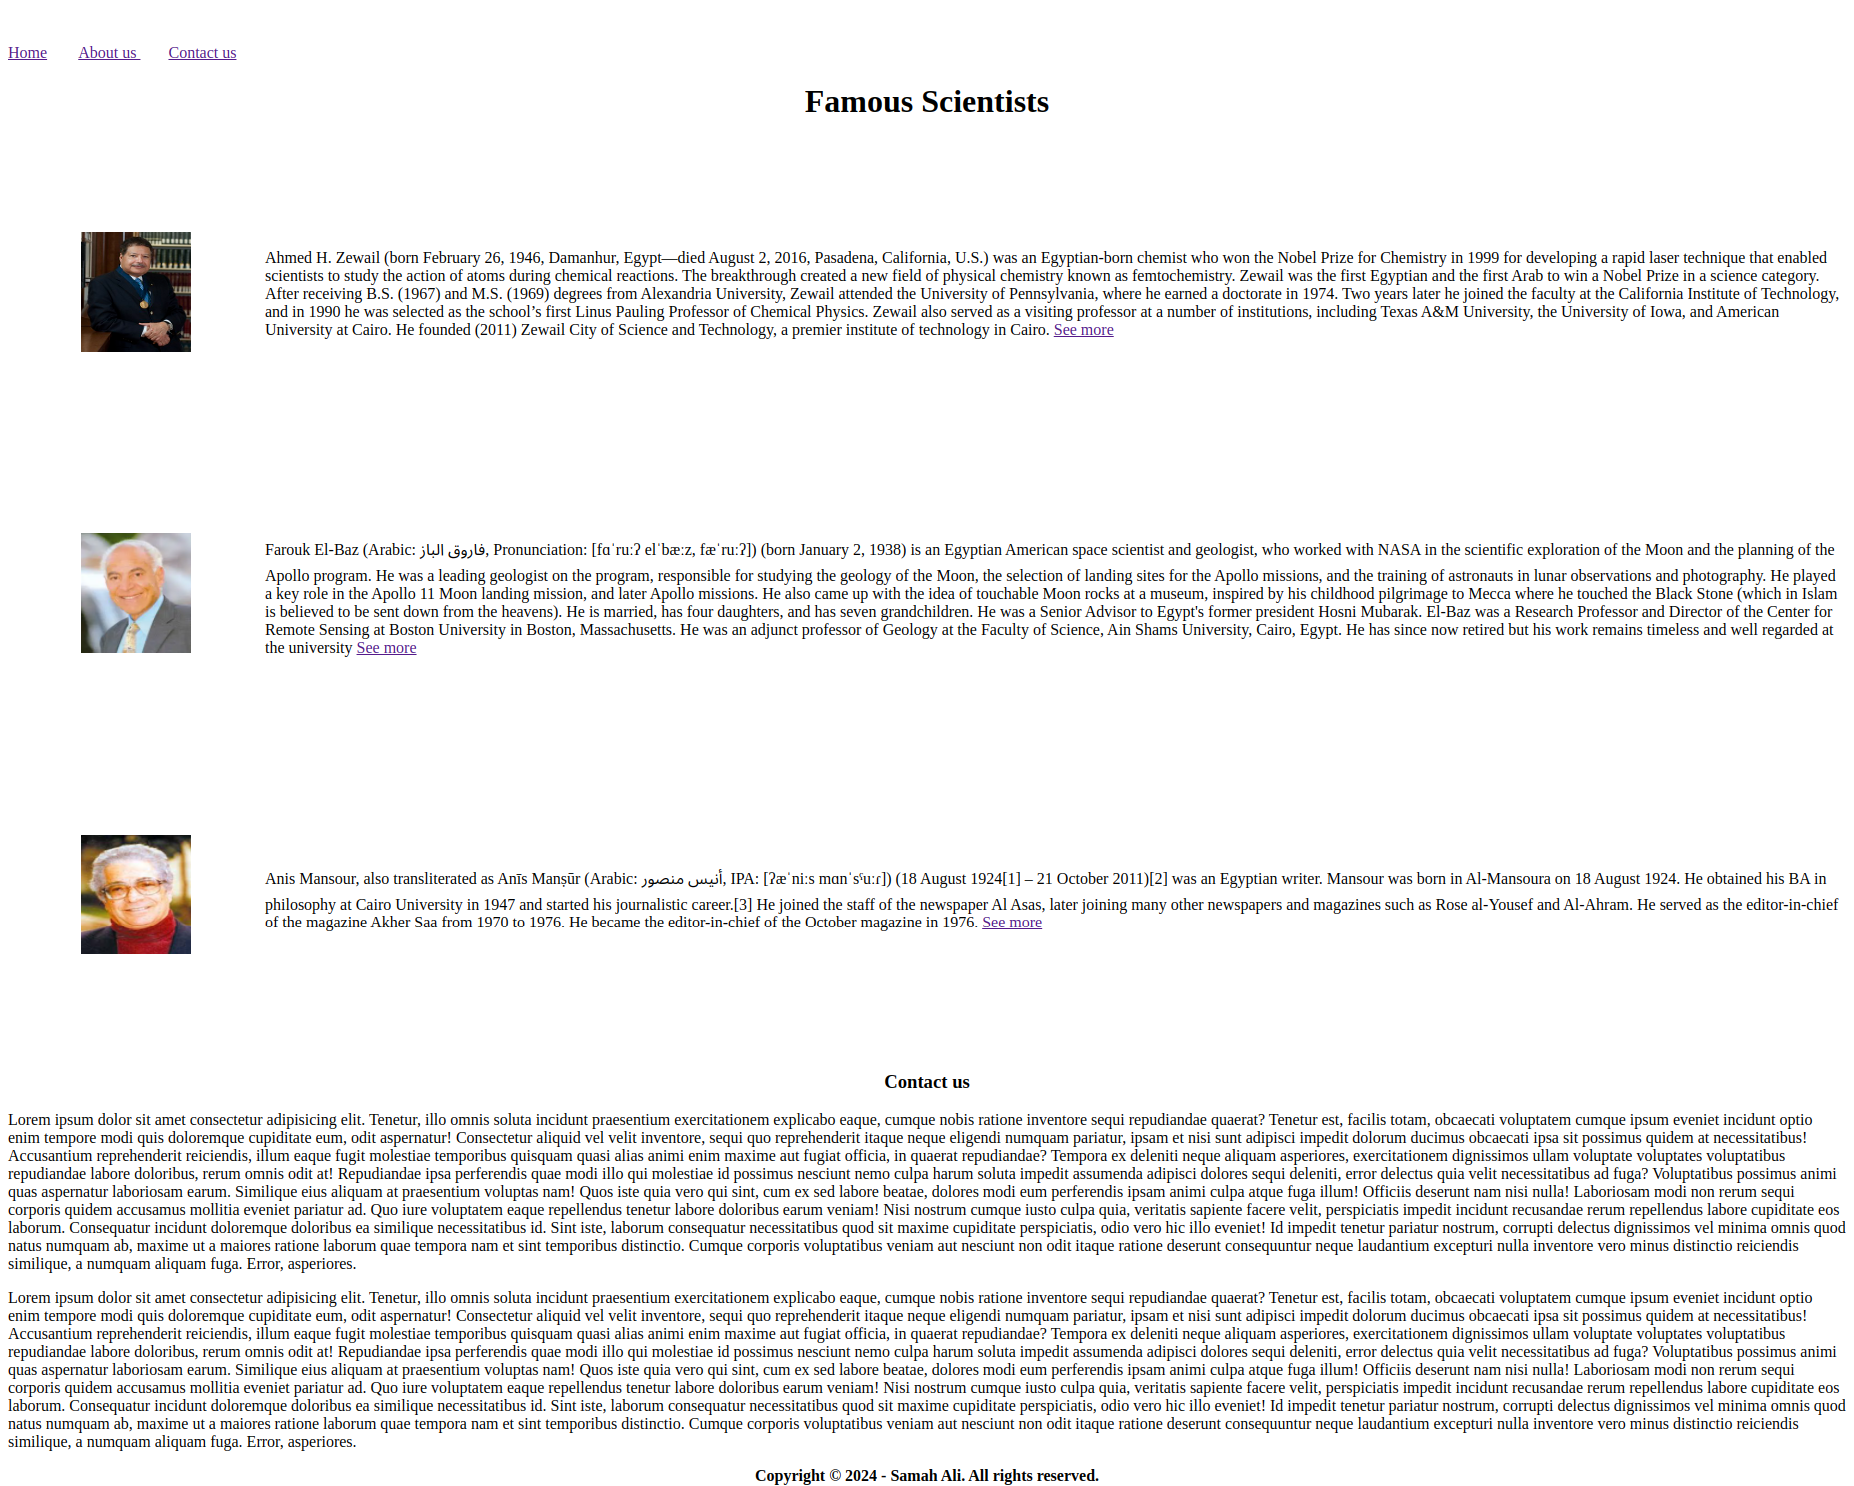 Home About us Contact us
Famous Scientists
Ahmed H. Zewail (born February 26, 1946, Damanhur, Egypt—died August 2, 2016, Pasadena, California, U.S.) was an Egyptian-born chemist who won the Nobel Prize for Chemistry in 1999 for developing a rapid laser technique that enabled
scientists to study the action of atoms during chemical reactions. The breakthrough created a new field of physical chemistry known as femtochemistry. Zewail was the first Egyptian and the first Arab to win a Nobel Prize in a science category.
After receiving B.S. (1967) and M.S. (1969) degrees from Alexandria University, Zewail attended the University of Pennsylvania, where he earned a doctorate in 1974. Two years later he joined the faculty at the California Institute of Technology,
and in 1990 he was selected as the school’s first Linus Pauling Professor of Chemical Physics. Zewail also served as a visiting professor at a number of institutions, including Texas A&M University, the University of Iowa, and American
University at Cairo. He founded (2011) Zewail City of Science and Technology, a premier institute of technology in Cairo. See more
Farouk El-Baz (Arabic: فاروق الباز, Pronunciation: [fɑˈruːʔ elˈbæːz, fæˈruːʔ]) (born January 2, 1938) is an Egyptian American space scientist and geologist, who worked with NASA in the scientific exploration of the Moon and the planning of the
Apollo program. He was a leading geologist on the program, responsible for studying the geology of the Moon, the selection of landing sites for the Apollo missions, and the training of astronauts in lunar observations and photography. He played
a key role in the Apollo 11 Moon landing mission, and later Apollo missions. He also came up with the idea of touchable Moon rocks at a museum, inspired by his childhood pilgrimage to Mecca where he touched the Black Stone (which in Islam
is believed to be sent down from the heavens). He is married, has four daughters, and has seven grandchildren. He was a Senior Advisor to Egypt's former president Hosni Mubarak. El-Baz was a Research Professor and Director of the Center for
Remote Sensing at Boston University in Boston, Massachusetts. He was an adjunct professor of Geology at the Faculty of Science, Ain Shams University, Cairo, Egypt. He has since now retired but his work remains timeless and well regarded at
the university See more
Anis Mansour, also transliterated as Anīs Manṣūr (Arabic: أنيس منصور, IPA: [ʔæˈniːs mɑnˈsˤuːɾ]) (18 August 1924[1] – 21 October 2011)[2] was an Egyptian writer. Mansour was born in Al-Mansoura on 18 August 1924. He obtained his BA in
philosophy at Cairo University in 1947 and started his journalistic career.[3] He joined the staff of the newspaper Al Asas, later joining many other newspapers and magazines such as Rose al-Yousef and Al-Ahram. He served as the editor-in-chief
of the magazine Akher Saa from 1970 to 1976. He became the editor-in-chief of the October magazine in 1976. See more
Contact us
Lorem ipsum dolor sit amet consectetur adipisicing elit. Tenetur, illo omnis soluta incidunt praesentium exercitationem explicabo eaque, cumque nobis ratione inventore sequi repudiandae quaerat? Tenetur est, facilis totam, obcaecati voluptatem cumque ipsum eveniet incidunt optio
enim tempore modi quis doloremque cupiditate eum, odit aspernatur! Consectetur aliquid vel velit inventore, sequi quo reprehenderit itaque neque eligendi numquam pariatur, ipsam et nisi sunt adipisci impedit dolorum ducimus obcaecati ipsa sit possimus quidem at necessitatibus!
Accusantium reprehenderit reiciendis, illum eaque fugit molestiae temporibus quisquam quasi alias animi enim maxime aut fugiat officia, in quaerat repudiandae? Tempora ex deleniti neque aliquam asperiores, exercitationem dignissimos ullam voluptate voluptates voluptatibus
repudiandae labore doloribus, rerum omnis odit at! Repudiandae ipsa perferendis quae modi illo qui molestiae id possimus nesciunt nemo culpa harum soluta impedit assumenda adipisci dolores sequi deleniti, error delectus quia velit necessitatibus ad fuga? Voluptatibus possimus animi
quas aspernatur laboriosam earum. Similique eius aliquam at praesentium voluptas nam! Quos iste quia vero qui sint, cum ex sed labore beatae, dolores modi eum perferendis ipsam animi culpa atque fuga illum! Officiis deserunt nam nisi nulla! Laboriosam modi non rerum sequi
corporis quidem accusamus mollitia eveniet pariatur ad. Quo iure voluptatem eaque repellendus tenetur labore doloribus earum veniam! Nisi nostrum cumque iusto culpa quia, veritatis sapiente facere velit, perspiciatis impedit incidunt recusandae rerum repellendus labore cupiditate eos
laborum. Consequatur incidunt doloremque doloribus ea similique necessitatibus id. Sint iste, laborum consequatur necessitatibus quod sit maxime cupiditate perspiciatis, odio vero hic illo eveniet! Id impedit tenetur pariatur nostrum, corrupti delectus dignissimos vel minima omnis quod
natus numquam ab, maxime ut a maiores ratione laborum quae tempora nam et sint temporibus distinctio. Cumque corporis voluptatibus veniam aut nesciunt non odit itaque ratione deserunt consequuntur neque laudantium excepturi nulla inventore vero minus distinctio reiciendis
similique, a numquam aliquam fuga. Error, asperiores.
Lorem ipsum dolor sit amet consectetur adipisicing elit. Tenetur, illo omnis soluta incidunt praesentium exercitationem explicabo eaque, cumque nobis ratione inventore sequi repudiandae quaerat? Tenetur est, facilis totam, obcaecati voluptatem cumque ipsum eveniet incidunt optio
enim tempore modi quis doloremque cupiditate eum, odit aspernatur! Consectetur aliquid vel velit inventore, sequi quo reprehenderit itaque neque eligendi numquam pariatur, ipsam et nisi sunt adipisci impedit dolorum ducimus obcaecati ipsa sit possimus quidem at necessitatibus!
Accusantium reprehenderit reiciendis, illum eaque fugit molestiae temporibus quisquam quasi alias animi enim maxime aut fugiat officia, in quaerat repudiandae? Tempora ex deleniti neque aliquam asperiores, exercitationem dignissimos ullam voluptate voluptates voluptatibus
repudiandae labore doloribus, rerum omnis odit at! Repudiandae ipsa perferendis quae modi illo qui molestiae id possimus nesciunt nemo culpa harum soluta impedit assumenda adipisci dolores sequi deleniti, error delectus quia velit necessitatibus ad fuga? Voluptatibus possimus animi
quas aspernatur laboriosam earum. Similique eius aliquam at praesentium voluptas nam! Quos iste quia vero qui sint, cum ex sed labore beatae, dolores modi eum perferendis ipsam animi culpa atque fuga illum! Officiis deserunt nam nisi nulla! Laboriosam modi non rerum sequi
corporis quidem accusamus mollitia eveniet pariatur ad. Quo iure voluptatem eaque repellendus tenetur labore doloribus earum veniam! Nisi nostrum cumque iusto culpa quia, veritatis sapiente facere velit, perspiciatis impedit incidunt recusandae rerum repellendus labore cupiditate eos
laborum. Consequatur incidunt doloremque doloribus ea similique necessitatibus id. Sint iste, laborum consequatur necessitatibus quod sit maxime cupiditate perspiciatis, odio vero hic illo eveniet! Id impedit tenetur pariatur nostrum, corrupti delectus dignissimos vel minima omnis quod
natus numquam ab, maxime ut a maiores ratione laborum quae tempora nam et sint temporibus distinctio. Cumque corporis voluptatibus veniam aut nesciunt non odit itaque ratione deserunt consequuntur neque laudantium excepturi nulla inventore vero minus distinctio reiciendis
similique, a numquam aliquam fuga. Error, asperiores.
Copyright © 2024 - Samah Ali. All rights reserved.